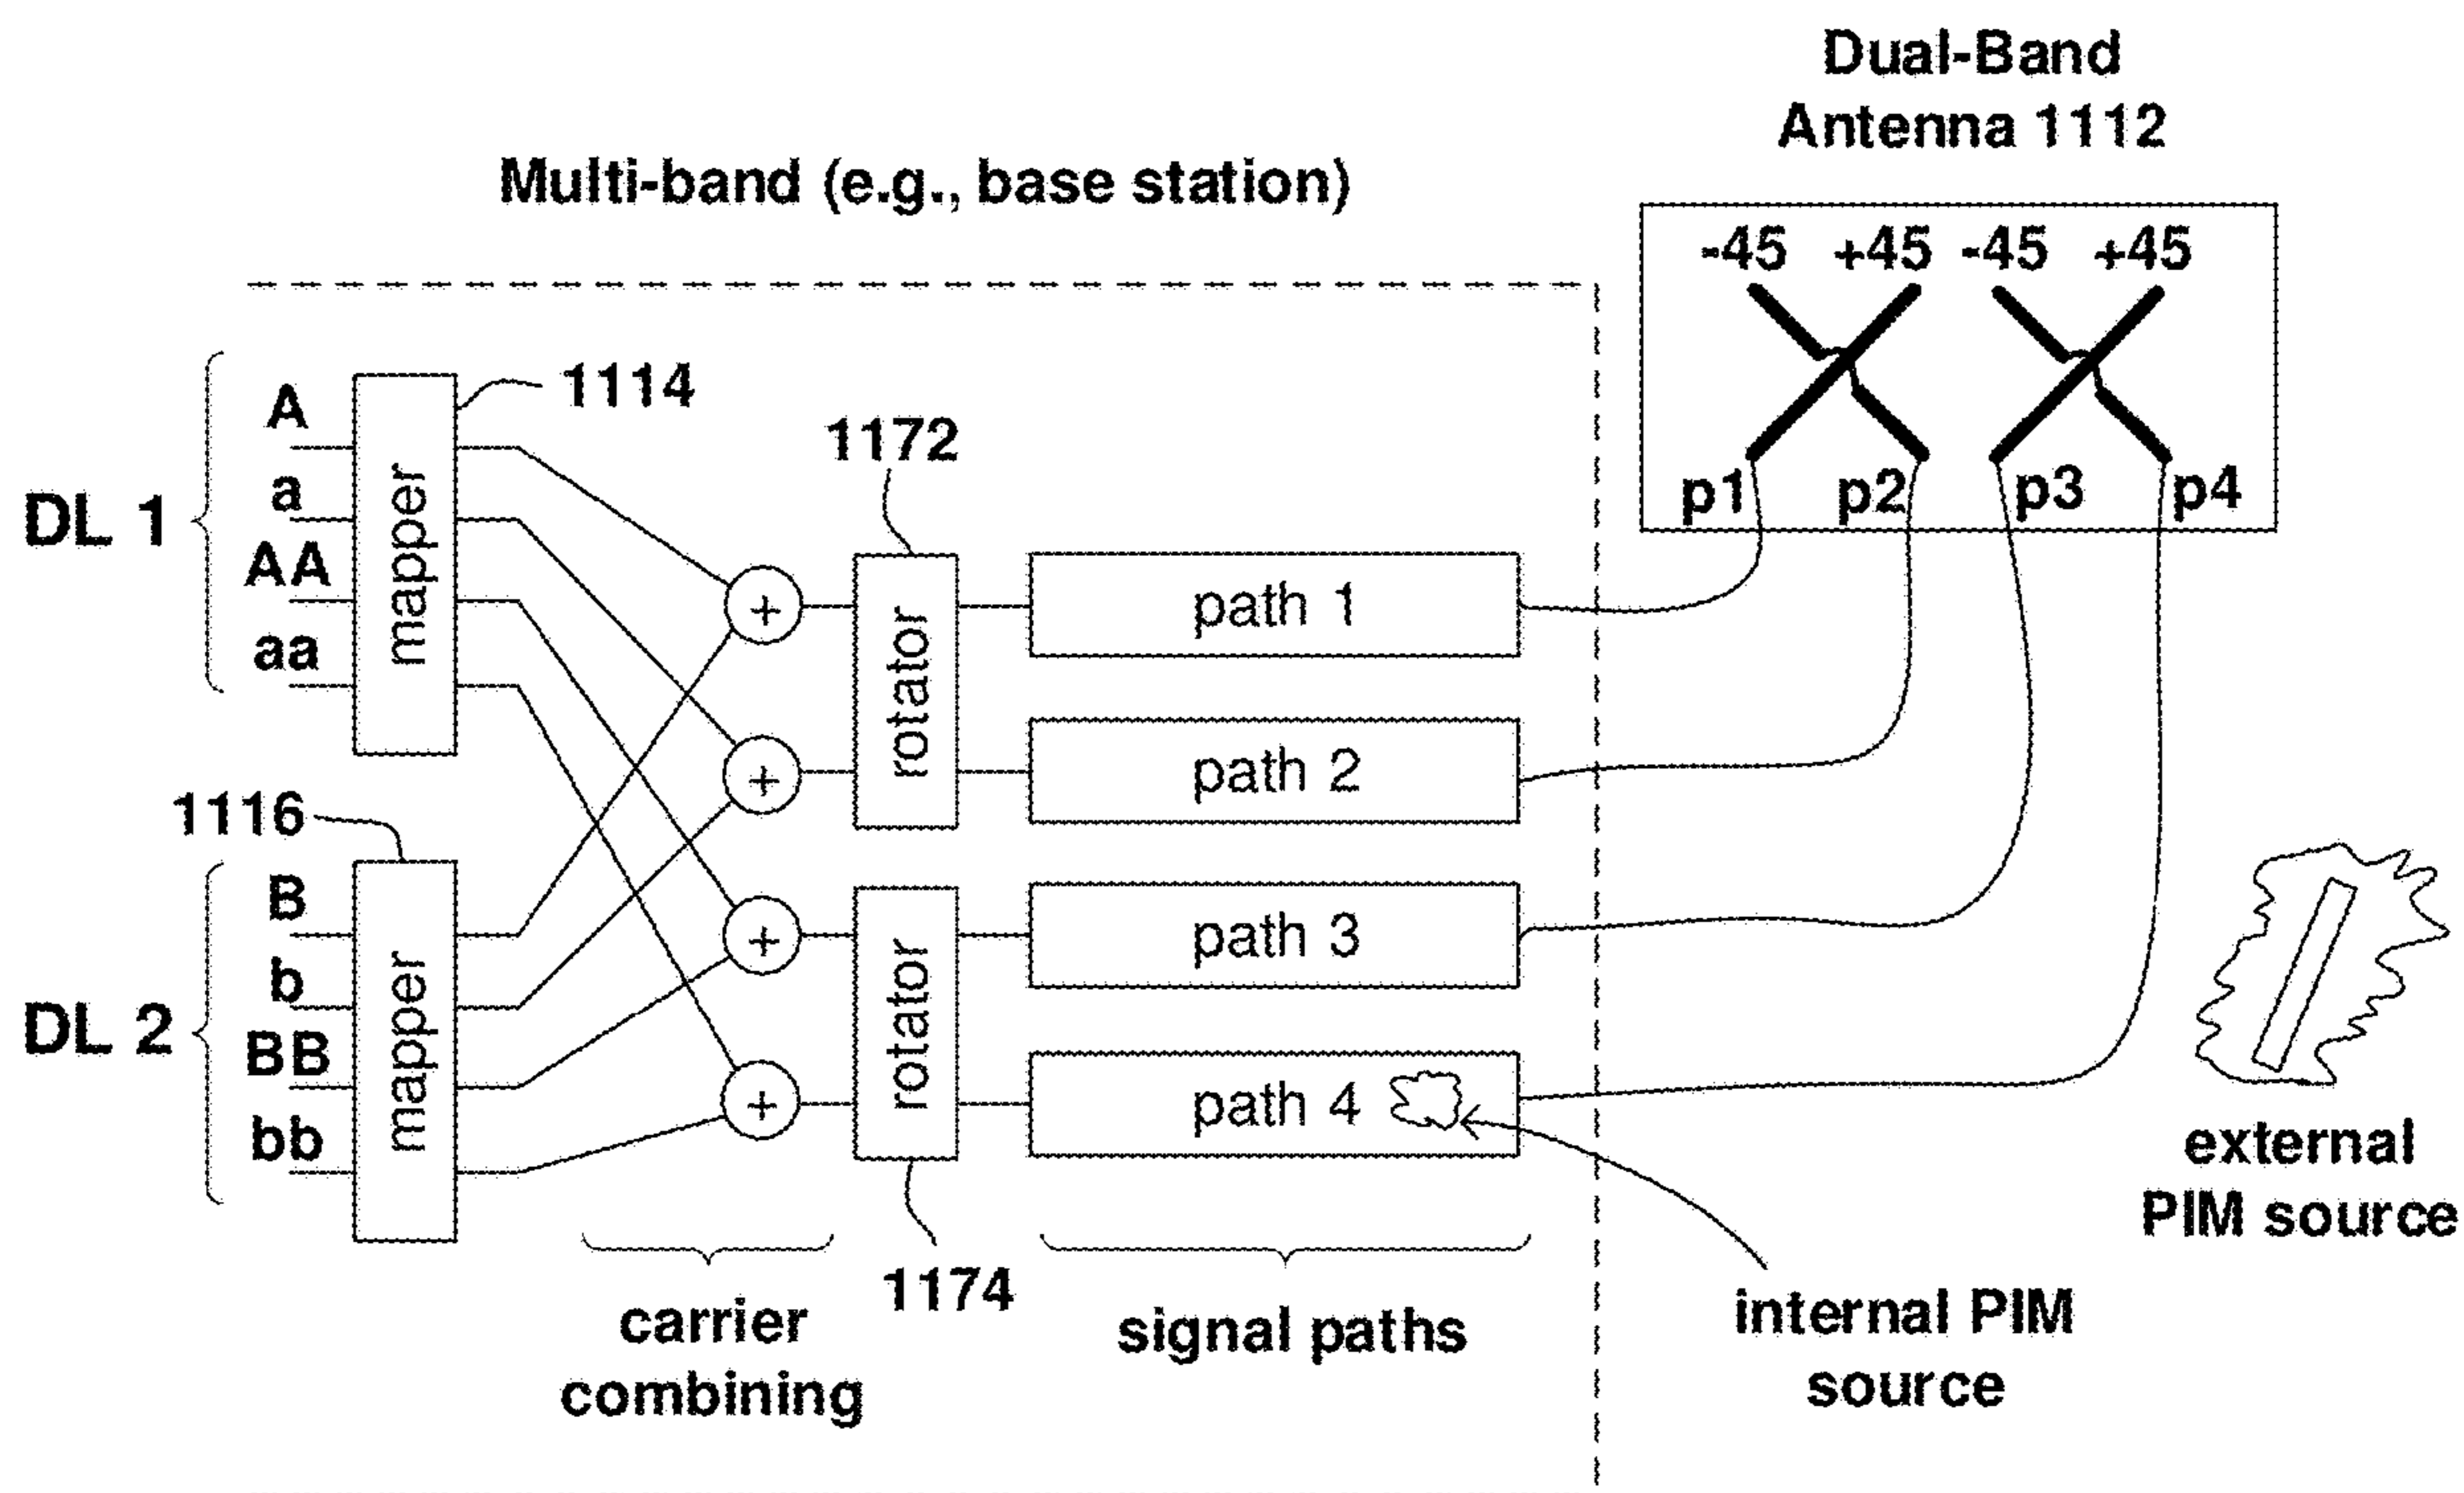 Dual-Band
Antenna 1112
Multi-band (e.g., base station)
-45 +45 -45 +45
p1 p2 p3 p4
DL 1
A
a
AA
aa
mapper
1114
1172
rotator
path 1
path 2
1116
DL 2
B
b
BB
bb
mapper
+
+
+
+
rotator
1174
path 3
path 4
carrier
combining
signal paths
internal PIM
source
external
PIM source